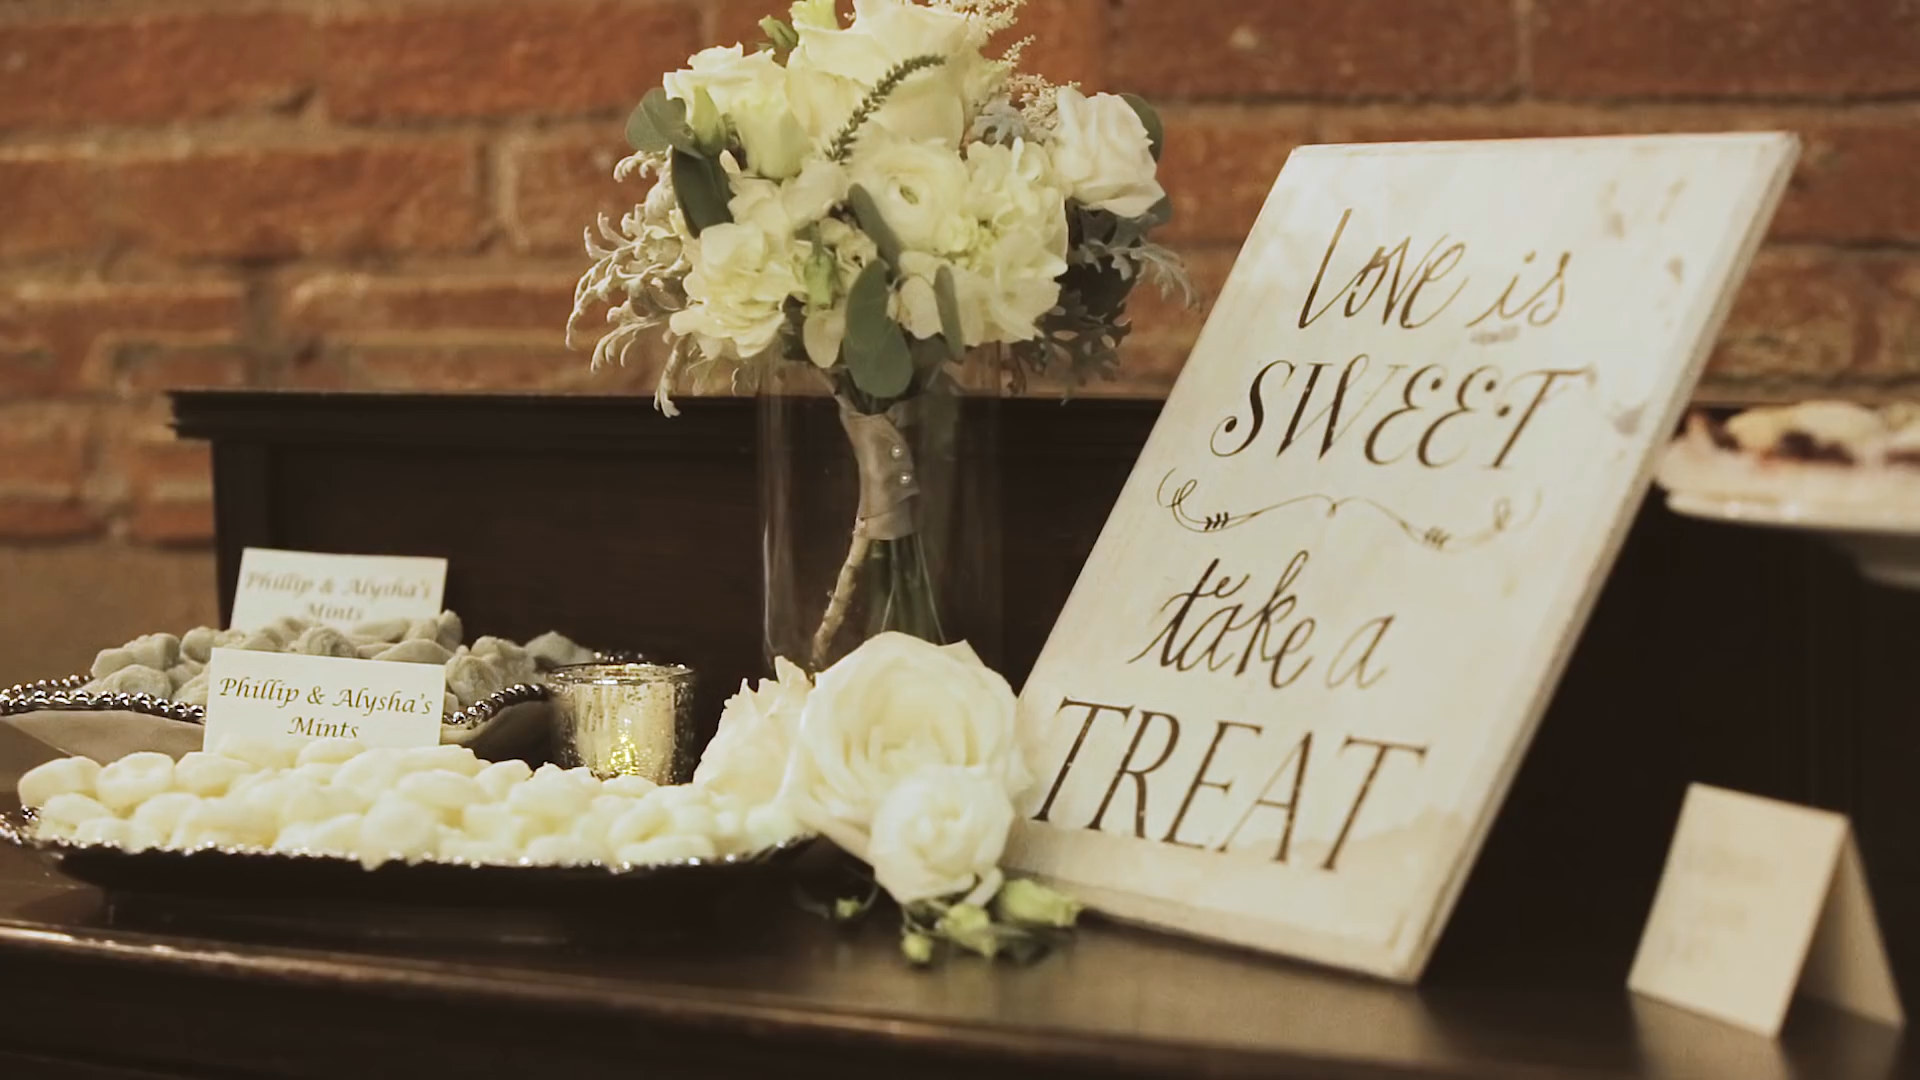 Phillip & Alysha's
Mints
Phillip & Alysha's
Mints
Love is
SWEET
take a
TREAT